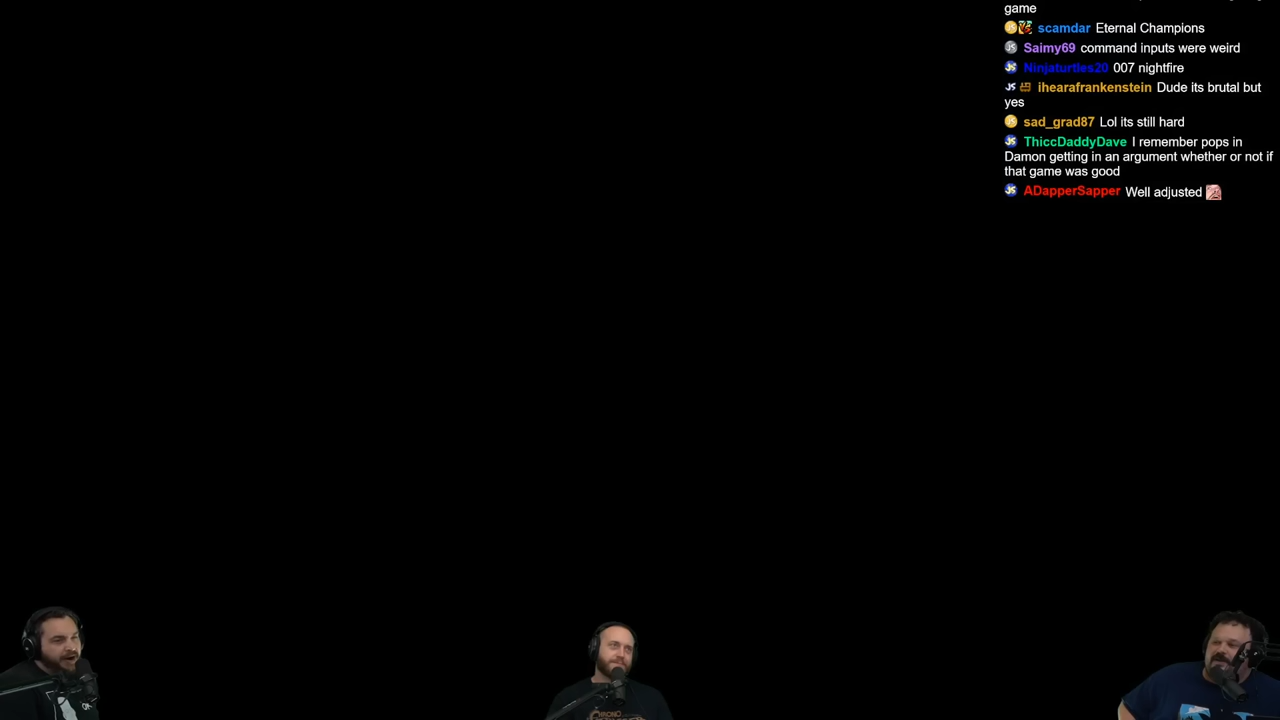 game
scamdar Eternal Champions
Saimy69 command inputs were weird
Ninjaturtles20 007 nightfire
ihearafrankenstein Dude its brutal but
yes
sad_grad87 Lol its still hard
ThiccDaddyDave I remember pops in
Damon getting in an argument whether or not if
that game was good
ADapperSapper Well adjusted